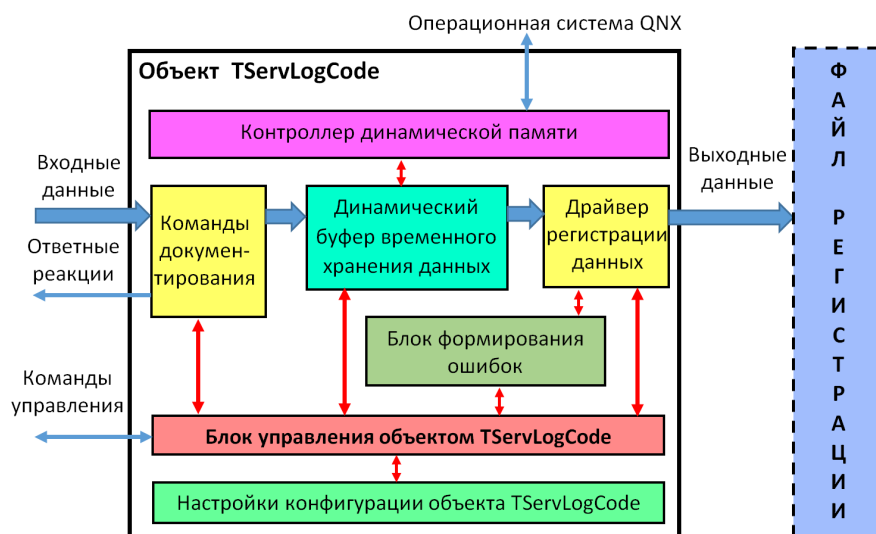 Операционная система QNX
Объект TServLogCode
Контроллер динамической памяти
Входные
данные
Команды
докумен-
тирования
Динамический
буфер временного
хранения данных
Драйвер
регистрации
данных
Выходные
данные
Ответные
реакции
Блок формирования
ошибок
Команды
управления
Блок управления объектом TServLogCode
Настройки конфигурации объекта TServLogCode
ФАЙЛ РЕГИСТРАЦИИ